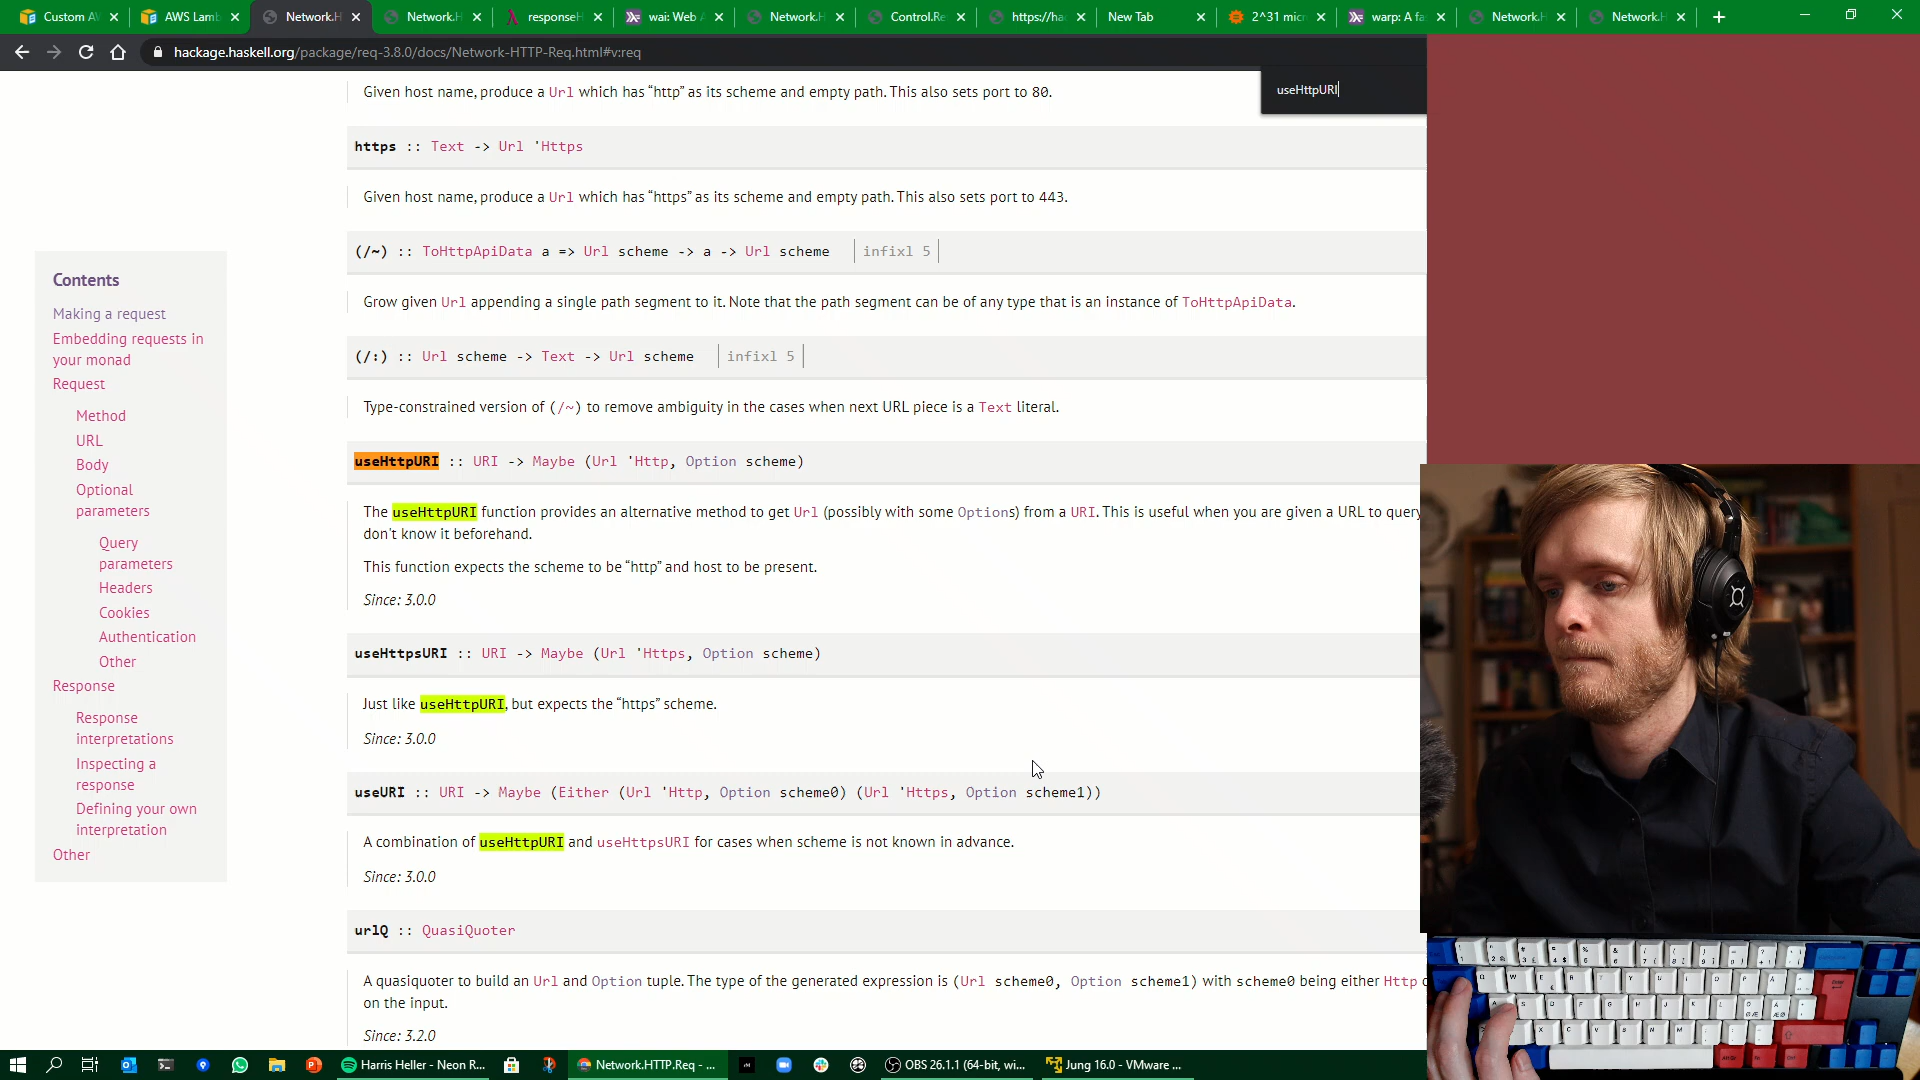 Custom A
AWS Lamb
Network.H
Network.H
responseH
wai: Web A
Network.H
Control.Re
https://ha
New Tab
2^31 micr
warp: A fa
Network.H
Network.H
hackage.haskell.org/package/req-3.8.0/docs/Network-HTTP-Req.html#v:req
useHttpURI
Given host name, produce a Url which has “http” as its scheme and empty path. This also sets port to 80.
https :: Text -> Url 'Https
Given host name, produce a Url which has “https” as its scheme and empty path. This also sets port to 443.
(/~) :: ToHttpApiData a => Url scheme -> a -> Url scheme infixl 5
Grow given Url appending a single path segment to it. Note that the path segment can be of any type that is an instance of ToHttpApiData.
(/:) :: Url scheme -> Text -> Url scheme infixl 5
Type-constrained version of (/~) to remove ambiguity in the cases when next URL piece is a Text literal.
useHttpURI :: URI -> Maybe (Url 'Http, Option scheme)
The useHttpURI function provides an alternative method to get Url (possibly with some Options) from a URI. This is useful when you are given a URL to query
don't know it beforehand.
This function expects the scheme to be “http” and host to be present.
Since: 3.0.0
useHttpsURI :: URI -> Maybe (Url 'Https, Option scheme)
Just like useHttpURI, but expects the “https” scheme.
Since: 3.0.0
useURI :: URI -> Maybe (Either (Url 'Http, Option scheme0) (Url 'Https, Option scheme1))
A combination of useHttpURI and useHttpsURI for cases when scheme is not known in advance.
Since: 3.0.0
urlQ :: QuasiQuoter
A quasiquoter to build an Url and Option tuple. The type of the generated expression is (Url scheme0, Option scheme1) with scheme0 being either Http
on the input.
Since: 3.2.0
Contents
Making a request
Embedding requests in
your monad
Request
Method
URL
Body
Optional
parameters
Query
parameters
Headers
Cookies
Authentication
Other
Response
Response
interpretations
Inspecting a
response
Defining your own
interpretation
Other
Harris Heller - Neon R...
Network.HTTP.Req - ...
OBS 26.1.1 (64-bit, wi...
Jung 16.0 - VMware ...